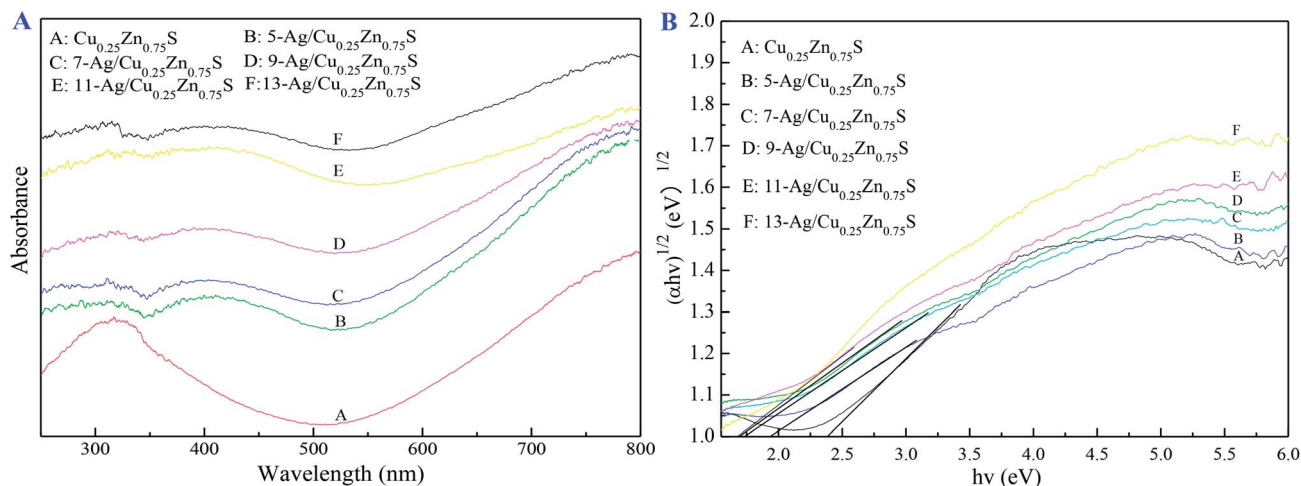 A
A: Cu0.25Zn0.75S B: 5-Ag/Cu0.25Zn0.75S
C: 7-Ag/Cu0.25Zn0.75S D: 9-Ag/Cu0.25Zn0.75S
E: 11-Ag/Cu0.25Zn0.75S F:13-Ag/Cu0.25Zn0.75S
F
E
D
C
B
A
Absorbance
300 400 500 600 700 800
Wavelength (nm)
B
A: Cu0.25Zn0.75S
B: 5-Ag/Cu0.25Zn0.75S
C: 7-Ag/Cu0.25Zn0.75S
D: 9-Ag/Cu0.25Zn0.75S
E: 11-Ag/Cu0.25Zn0.75S
F: 13-Ag/Cu0.25Zn0.75S
2.0
1.9
1.8
1.7
1.6
1.5
1.4
1.3
1.2
1.1
1.0
F
E
D
C
B
A
(αhv)1/2 (eV) 1/2
2.0 2.5 3.0 3.5 4.0 4.5 5.0 5.5 6.0
hv (eV)